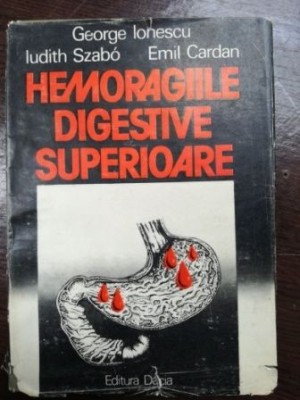 George Ionescu
Iudith Szabó Emil Cardan
HEMORAGIILE
DIGESTIVE
SUPERIOARE
Editura Dacia